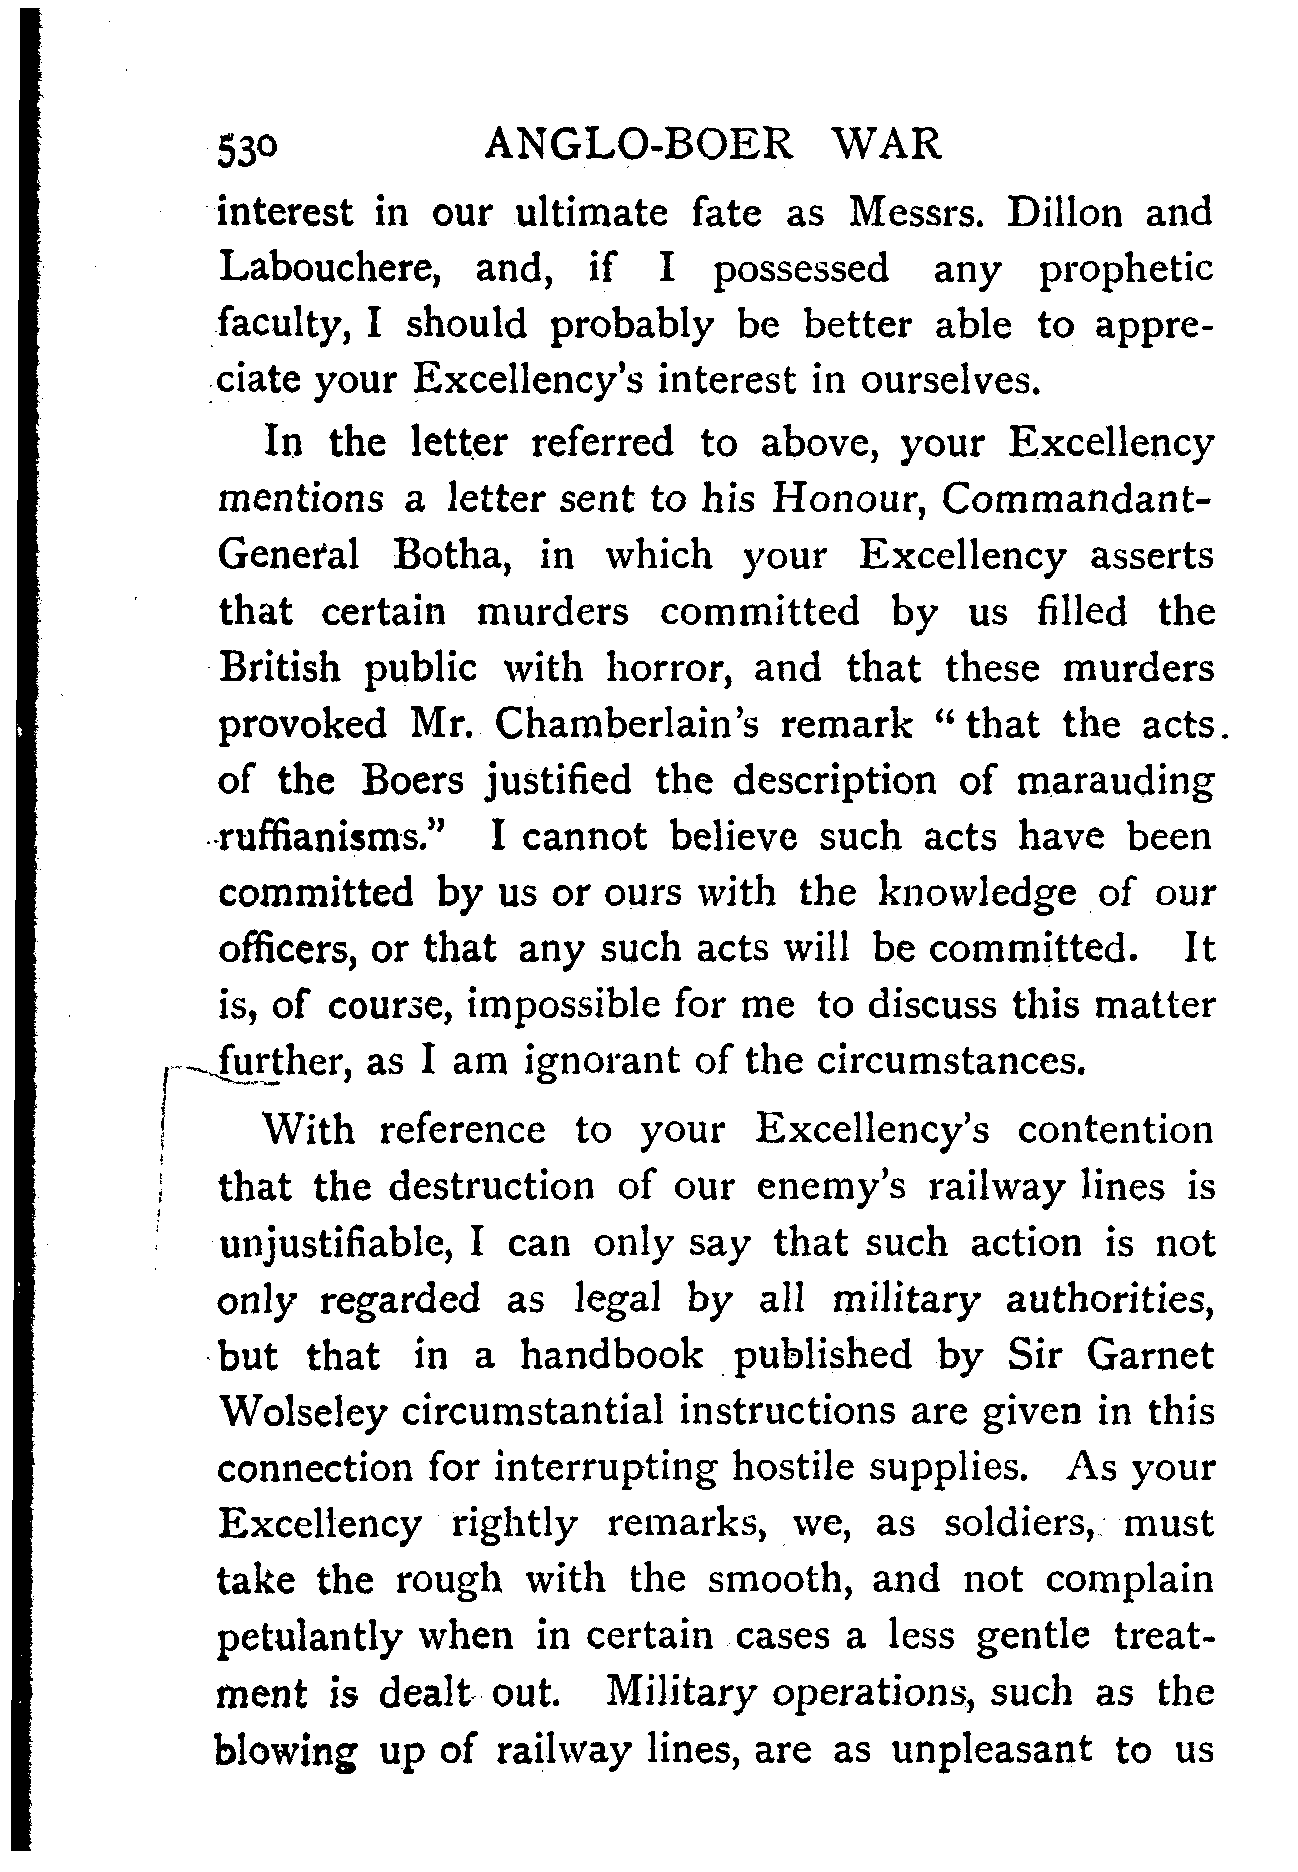 530 ANGLO-BOER WAR
interest in our ultimate fate as Messrs. Dillon and
Labouchere, and, if I possessed any prophetic
faculty, I should probably be better able to appre-
ciate your Excellency's interest in ourselves.
In the letter referred to above, your Excellency
mentions a letter sent to his Honour, Commandant-
General Botha, in which your Excellency asserts
that certain murders committed by us filled the
British public with horror, and that these murders
provoked Mr. Chamberlain's remark "that the acts.
of the Boers justified the description of marauding
ruffianisms." I cannot believe such acts have been
committed by us or ours with the knowledge of our
officers, or that any such acts will be committed. It
is, of course, impossible for me to discuss this matter
further, as I am ignorant of the circumstances.
With reference to your Excellency's contention
that the destruction of our enemy's railway lines is
unjustifiable, I can only say that such action is not
only regarded as legal by all military authorities,
but that in a handbook published by Sir Garnet
Wolseley circumstantial instructions are given in this
connection for interrupting hostile supplies. As your
Excellency rightly remarks, we, as soldiers, must
take the rough with the smooth, and not complain
petulantly when in certain cases a less gentle treat-
ment is dealt out. Military operations, such as the
blowing up of railway lines, are as unpleasant to us